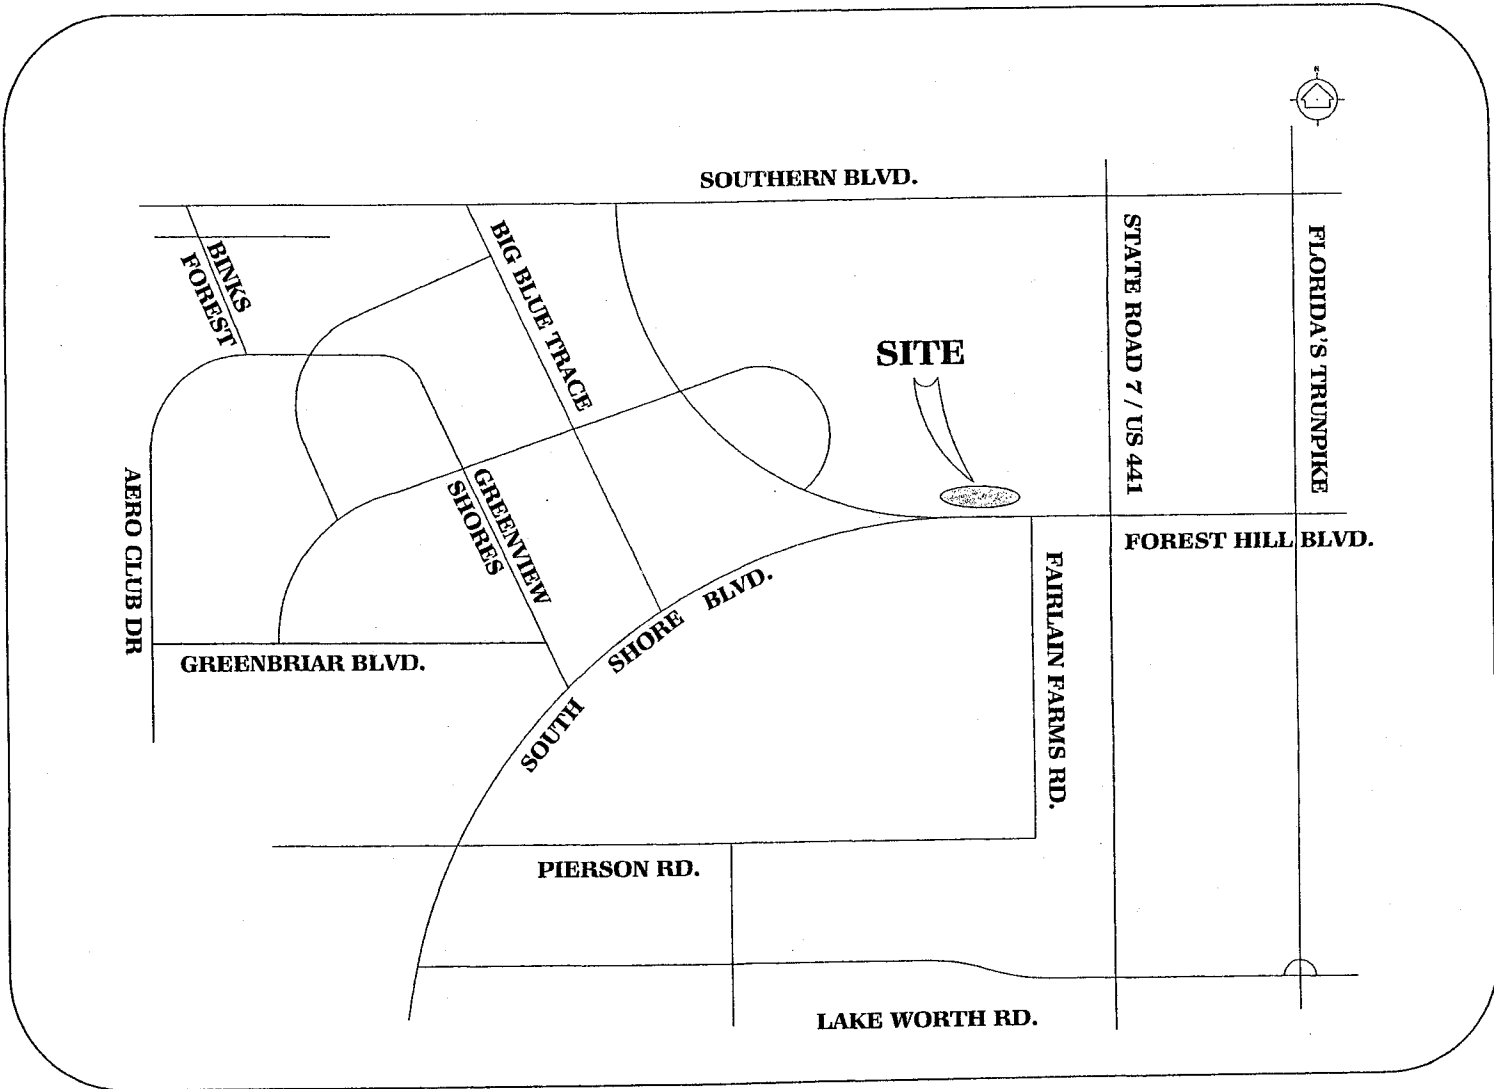 N
SOUTHERN BLVD.
BINKS
FOREST
BIG BLUE TRACE
SITE
STATE ROAD 7 / US 441
FLORIDA'S TRUNPIKE
AERO CLUB DR
GREENVIEW
SHORES
FOREST HILL BLVD.
SOUTH SHORE BLVD.
FAIRLAIN FARMS RD.
GREENBRIAR BLVD.
PIERSON RD.
LAKE WORTH RD.